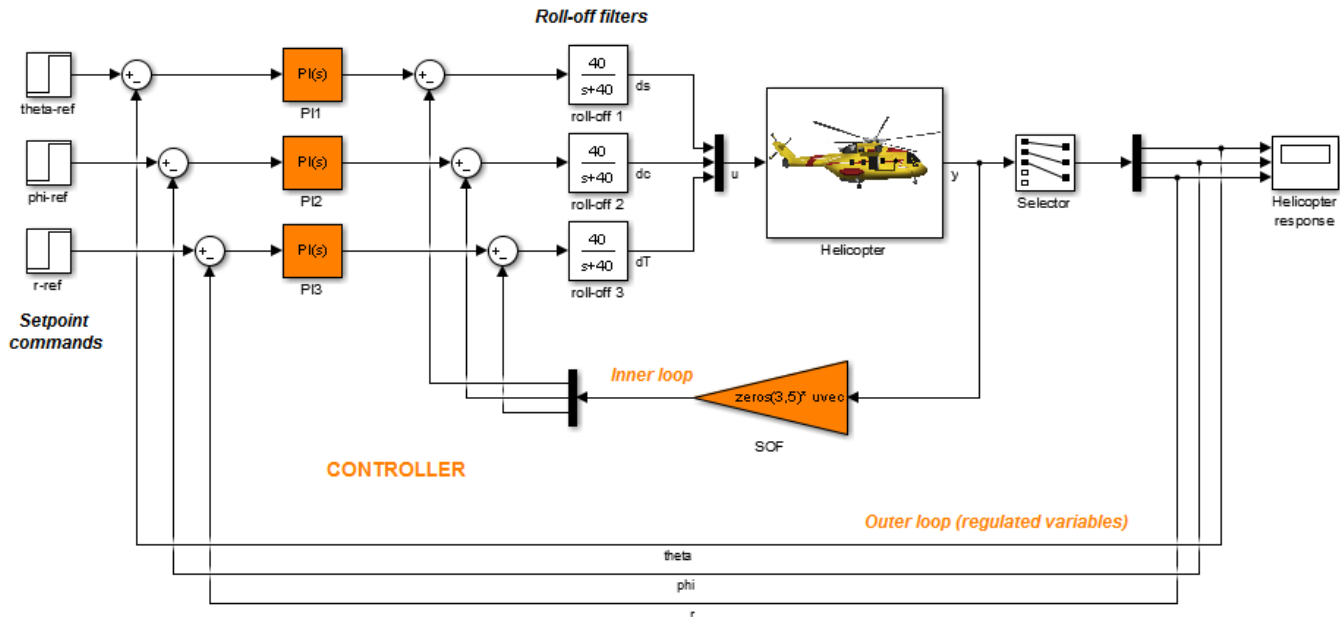 Roll-off filters
theta-ref
+
−
PI(s)
PI1
+
−
40
s+40
roll-off 1
ds
phi-ref
+
−
PI(s)
PI2
+
−
40
s+40
roll-off 2
dc
u
Helicopter
y
Selector
Helicopter
response
r-ref
+
−
PI(s)
PI3
+
−
40
s+40
roll-off 3
dT
Setpoint
commands
Inner loop
zeros(3,5)* uvec
SOF
CONTROLLER
Outer loop (regulated variables)
theta
phi
r